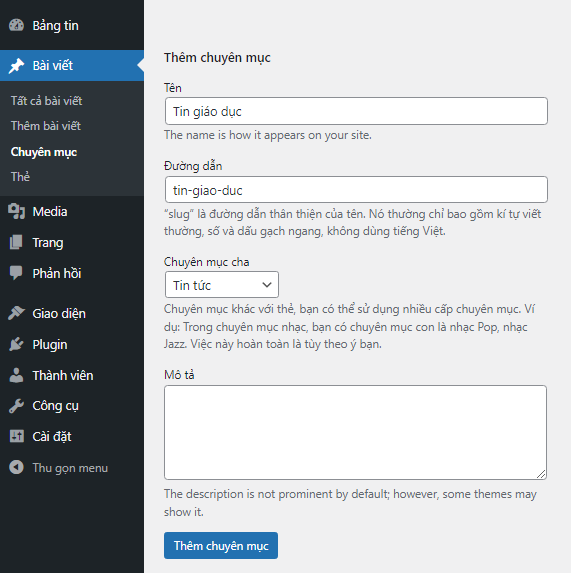 Bảng tin
Bài viết
Tất cả bài viết
Thêm bài viết
Chuyên mục
Thẻ
Media
Trang
Phản hồi
Giao diện
Plugin
Thành viên
Công cụ
Cài đặt
Thu gọn menu
Thêm chuyên mục
Tên
Tin giáo dục
The name is how it appears on your site.
Đường dẫn
tin-giao-duc
“slug” là đường dẫn thân thiện của tên. Nó thường chỉ bao gồm kí tự viết
thường, số và dấu gạch ngang, không dùng tiếng Việt.
Chuyên mục cha
Tin tức
Chuyên mục khác với thẻ, bạn có thể sử dụng nhiều cấp chuyên mục. Ví
dụ: Trong chuyên mục nhạc, bạn có chuyên mục con là nhạc Pop, nhạc
Jazz. Việc này hoàn toàn là tùy theo ý bạn.
Mô tả
The description is not prominent by default; however, some themes may
show it.
Thêm chuyên mục